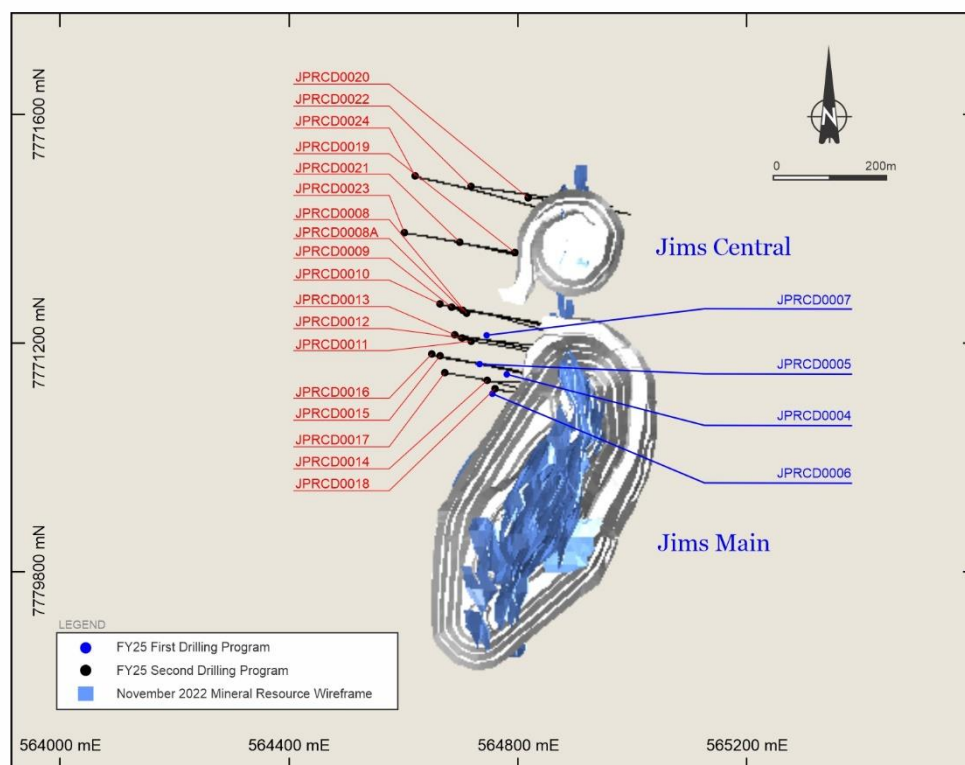 JPRCD0020
JPRCD0022
JPRCD0024
JPRCD0019
JPRCD0021
JPRCD0023
JPRCD0008
JPRCD0008A
JPRCD0009
JPRCD0010
JPRCD0013
JPRCD0012
JPRCD0011
JPRCD0016
JPRCD0015
JPRCD0017
JPRCD0014
JPRCD0018
7771600 mN
7771200 mN
7779800 mN
N
0 200m
Jims Central
JPRCD0007
JPRCD0005
JPRCD0004
JPRCD0006
Jims Main
LEGEND
FY25 First Drilling Program
FY25 Second Drilling Program
November 2022 Mineral Resource Wireframe
564000 mE 564400 mE 564800 mE 565200 mE